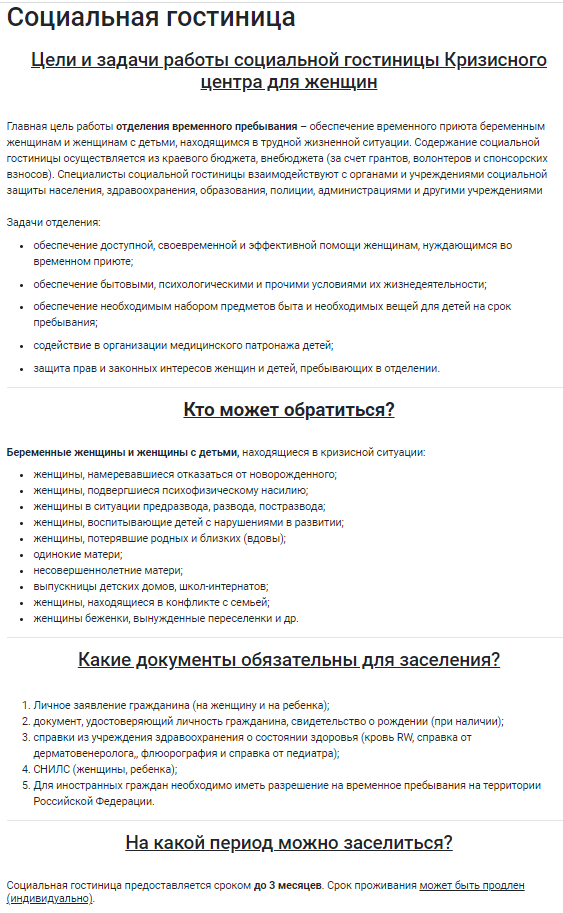 Социальная гостиница
Цели и задачи работы социальной гостиницы Кризисного
центра для женщин
Главная цель работы отделения временного пребывания – обеспечение временного приюта беременным
женщинам и женщинам с детьми, находящимся в трудной жизненной ситуации. Содержание социальной
гостиницы осуществляется из краевого бюджета, внебюджета (за счет грантов, волонтеров и спонсорских
взносов). Специалисты социальной гостиницы взаимодействуют с органами и учреждениями социальной
защиты населения, здравоохранения, образования, полиции, администрациями и другими учреждениями
Задачи отделения:
• обеспечение доступной, своевременной и эффективной помощи женщинам, нуждающимся во
временном приюте;
• обеспечение бытовыми, психологическими и прочими условиями их жизнедеятельности;
• обеспечение необходимым набором предметов быта и необходимых вещей для детей на срок
пребывания;
• содействие в организации медицинского патронажа детей;
• защита прав и законных интересов женщин и детей, пребывающих в отделении.
Кто может обратиться?
Беременные женщины и женщины с детьми, находящиеся в кризисной ситуации:
• женщины, намеревавшиеся отказаться от новорожденного;
• женщины, подвергшиеся психофизическому насилию;
• женщины в ситуации предразвода, развода, постразвода;
• женщины, воспитывающие детей с нарушениями в развитии;
• женщины, потерявшие родных и близких (вдовы);
• одинокие матери;
• несовершеннолетние матери;
• выпускницы детских домов, школ-интернатов;
• женщины, находящиеся в конфликте с семьей;
• женщины беженки, вынужденные переселенки и др.
Какие документы обязательны для заселения?
1. Личное заявление гражданина (на женщину и на ребенка);
2. документ, удостоверяющий личность гражданина, свидетельство о рождении (при наличии);
3. справки из учреждения здравоохранения о состоянии здоровья (кровь RW, справка от
дерматовенеролога,, флюорография и справка от педиатра);
4. СНИЛС (женщины, ребенка);
5. Для иностранных граждан необходимо иметь разрешение на временное пребывания на территории
Российской Федерации.
На какой период можно заселиться?
Социальная гостиница предоставляется сроком до 3 месяцев. Срок проживания может быть продлен
(индивидуально).